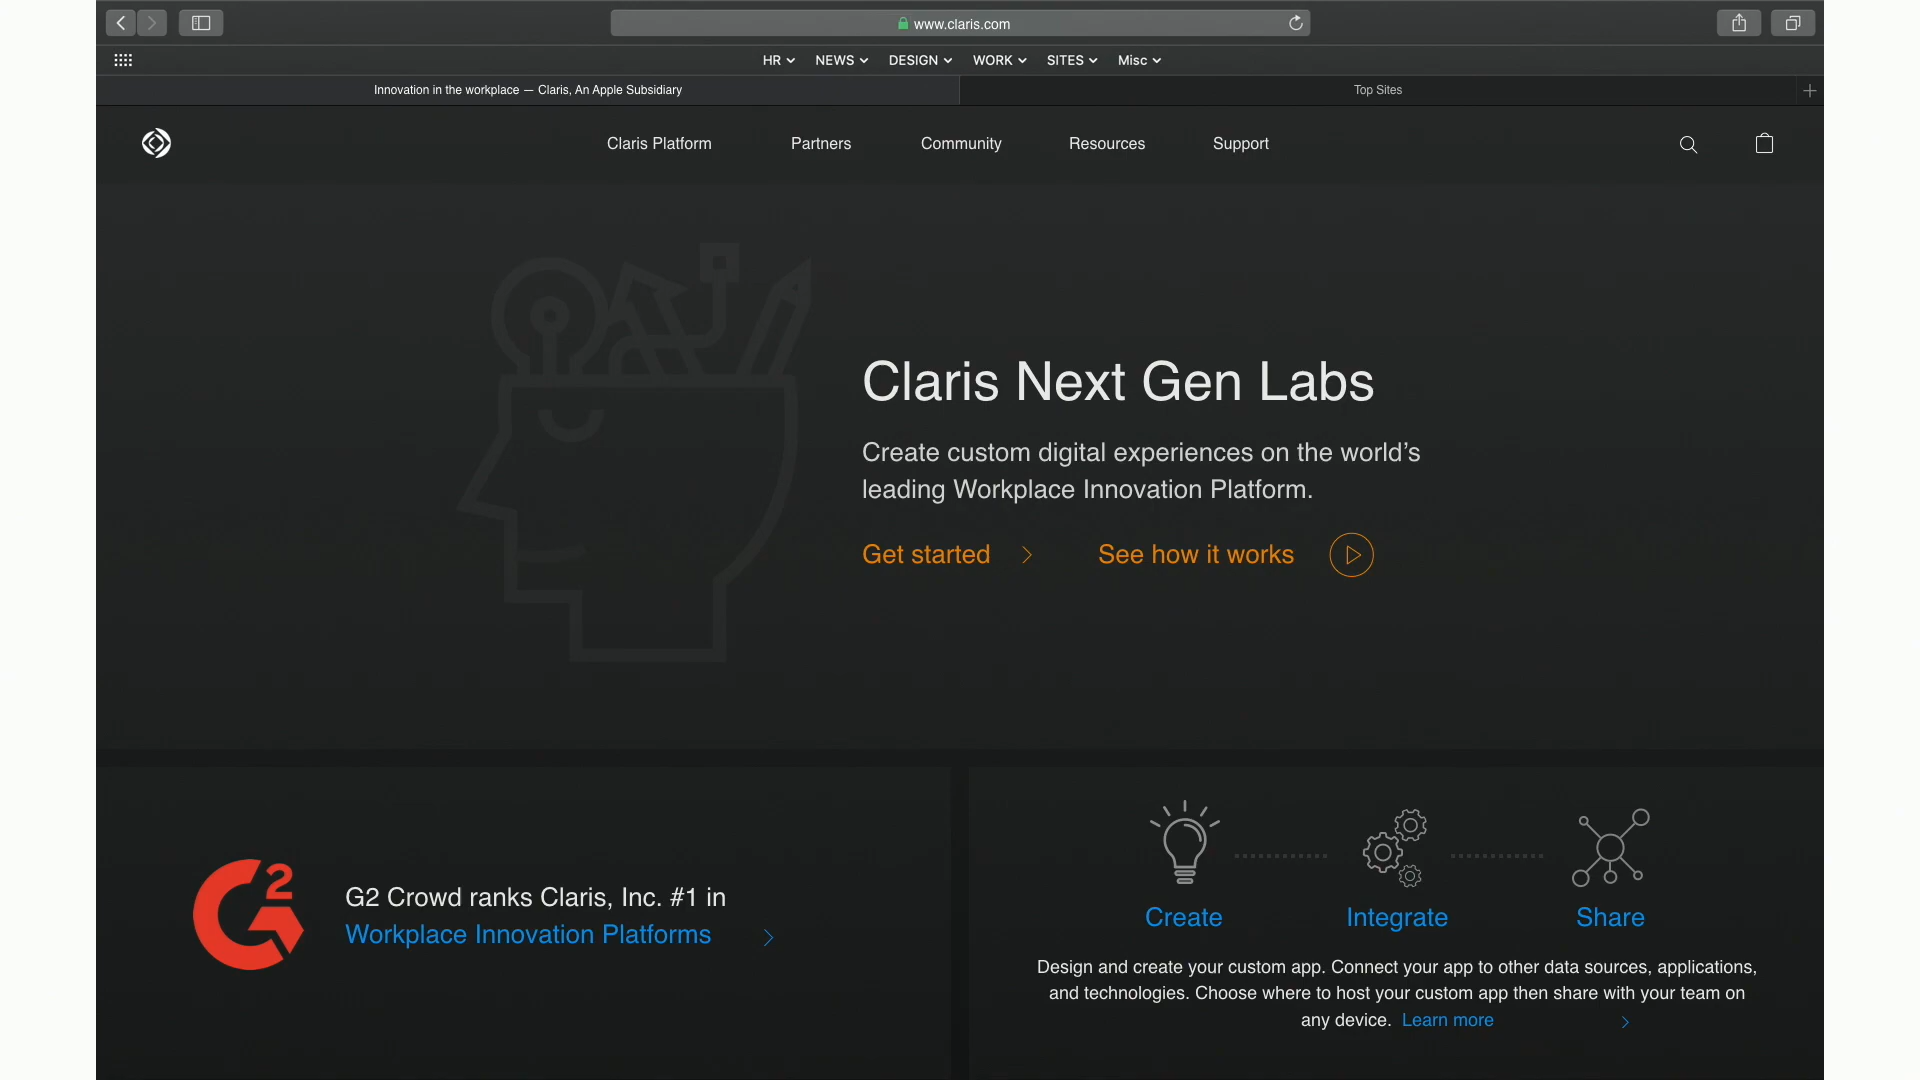 www.claris.com
HR NEWS DESIGN WORK SITES Misc
Innovation in the workplace — Claris, An Apple Subsidiary
Top Sites
Claris Platform Partners Community Resources Support
Claris Next Gen Labs
Create custom digital experiences on the world’s
leading Workplace Innovation Platform.
Get started
See how it works
G2
G2 Crowd ranks Claris, Inc. #1 in
Workplace Innovation Platforms
Create
Integrate
Share
Design and create your custom app. Connect your app to other data sources, applications,
and technologies. Choose where to host your custom app then share with your team on
any device. Learn more